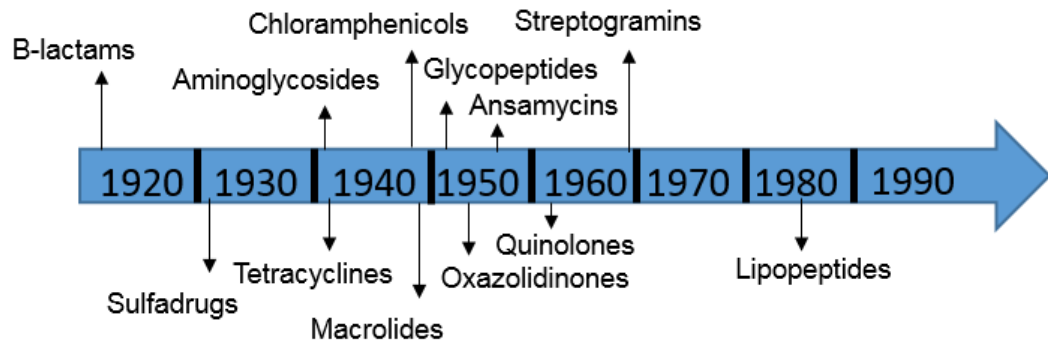 Chloramphenicols
Streptogramins
B-lactams
Aminoglycosides
Glycopeptides
Ansamycins
1920 1930 1940 1950 1960 1970 1980 1990
Quinolones
Tetracyclines
Oxazolidinones
Lipopeptides
Sulfadrugs
Macrolides